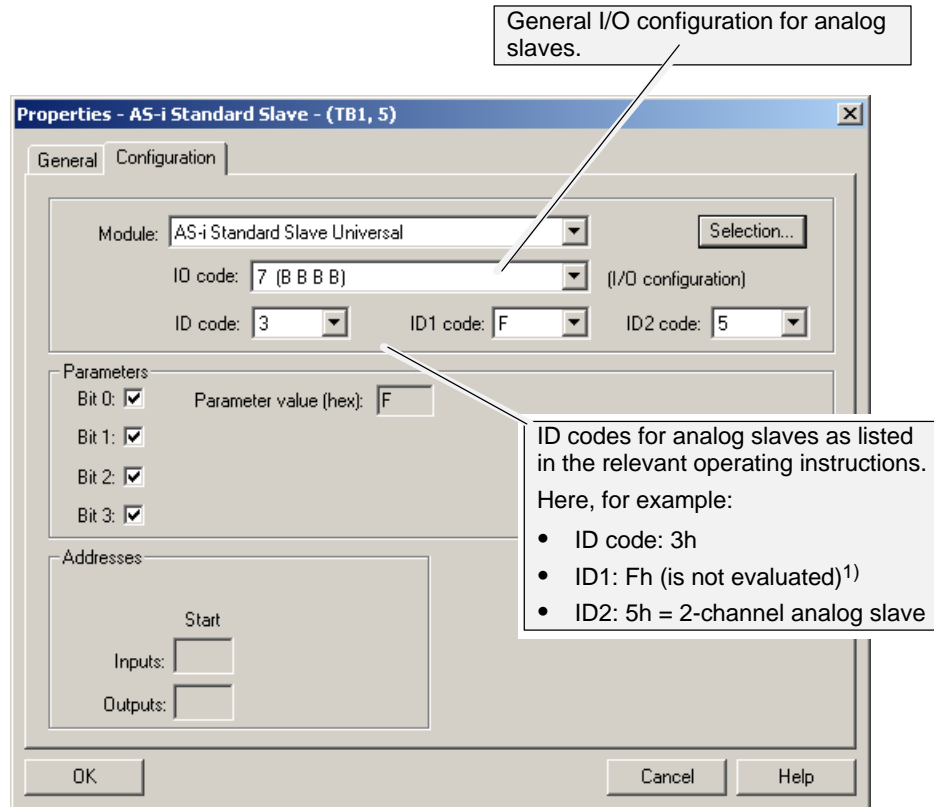 General I/O configuration for analog
slaves.
Properties - AS-i Standard Slave - (TB1, 5)
General Configuration
Module: AS-i Standard Slave Universal Selection...
IO code: 7 (B B B B) (I/O configuration)
ID code: 3 ID1 code: F ID2 code: 5
Parameters
Bit 0: Parameter value (hex): F
Bit 1:
Bit 2:
Bit 3:
ID codes for analog slaves as listed
in the relevant operating instructions.
Here, for example:
• ID code: 3h
• ID1: Fh (is not evaluated)1)
• ID2: 5h = 2-channel analog slave
Addresses
Start
Inputs:
Outputs:
OK Cancel Help